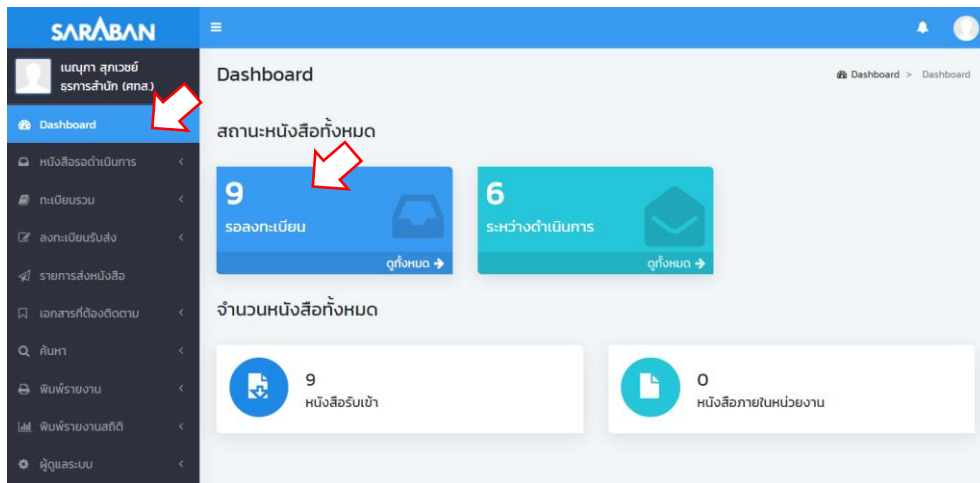 SARABAN
เนญุภา สุภเวชย์
ธุรการสำนัก (ศทส.)
Dashboard
หนังสือรอดำเนินการ
ทะเบียนรวม
ลงทะเบียนรับส่ง
รายการส่งหนังสือ
เอกสารที่ต้องติดตาม
ค้นหา
พิมพ์รายงาน
พิมพ์รายงานสถิติ
ผู้ดูแลระบบ
Dashboard
Dashboard > Dashboard
สถานะหนังสือทั้งหมด
9
รอลงทะเบียน
ดูทั้งหมด
6
ระหว่างดำเนินการ
ดูทั้งหมด
จำนวนหนังสือทั้งหมด
9
หนังสือรับเข้า
0
หนังสือภายในหน่วยงาน